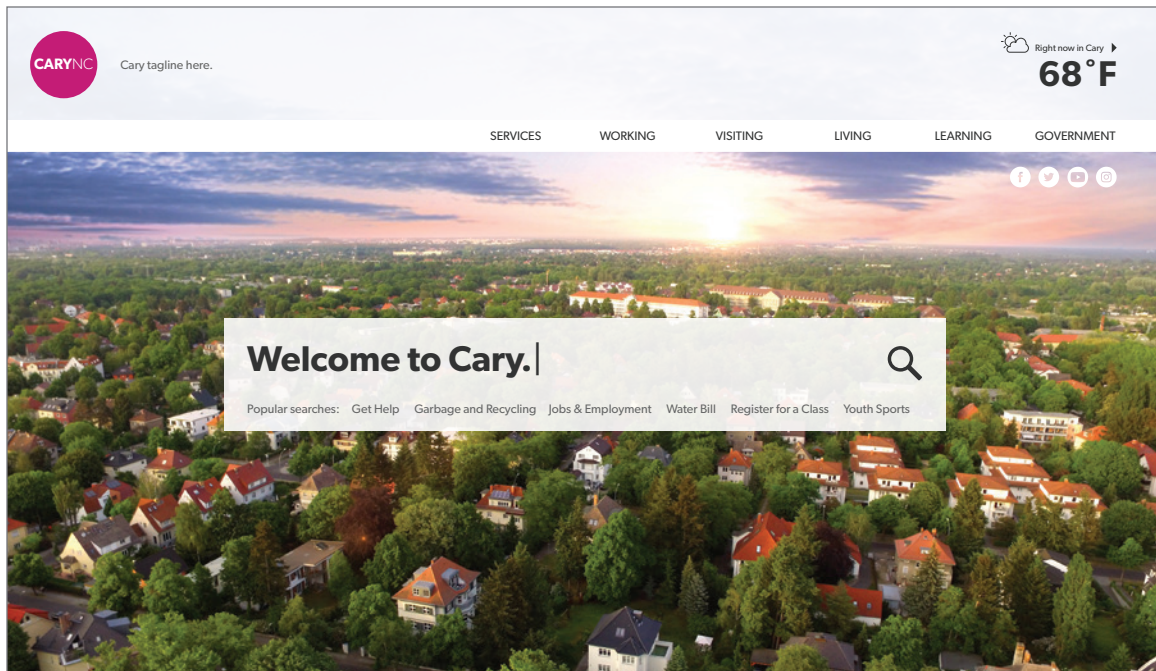 CARYNC
Cary tagline here.
Right now in Cary
68°F
SERVICES WORKING VISITING LIVING LEARNING GOVERNMENT
Welcome to Cary.
Popular searches: Get Help Garbage and Recycling Jobs & Employment Water Bill Register for a Class Youth Sports